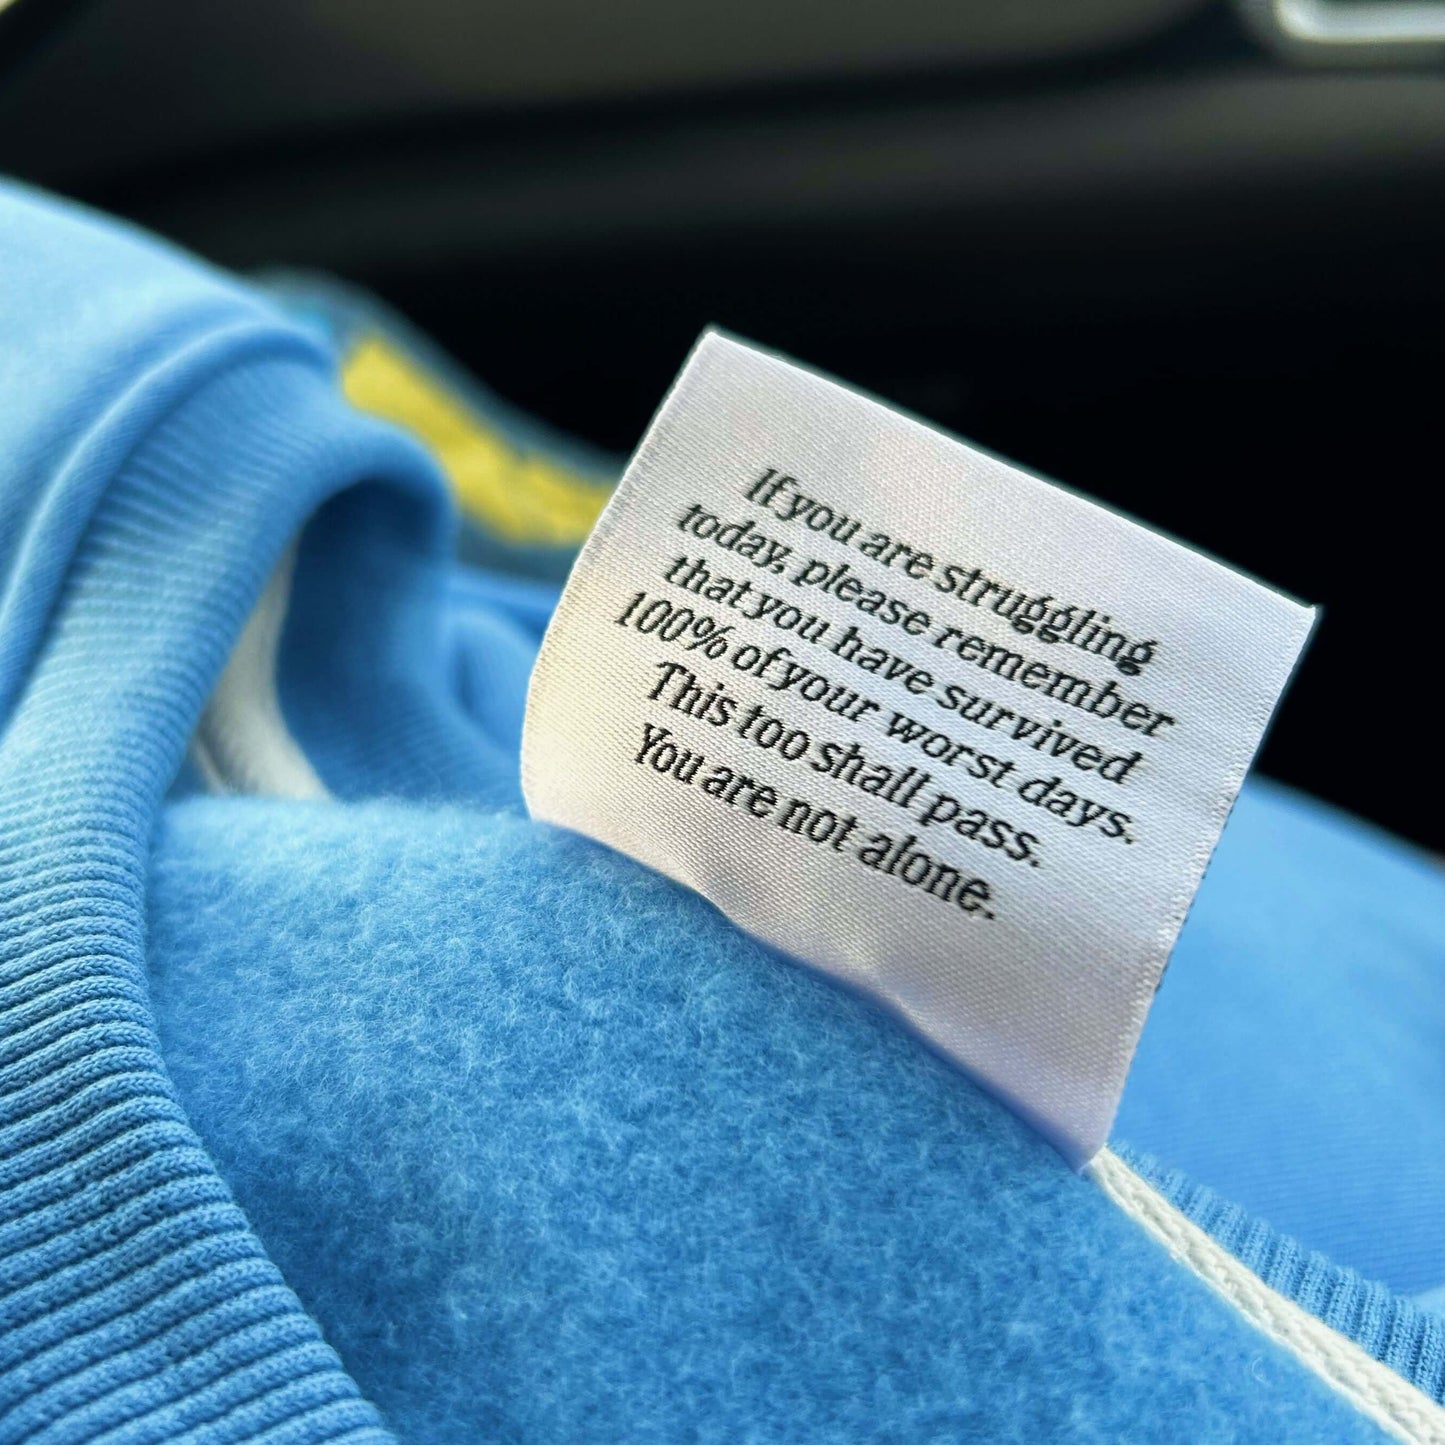 If you are struggling
today, please remember
that you have survived
100% of your worst days.
This too shall pass.
You are not alone.